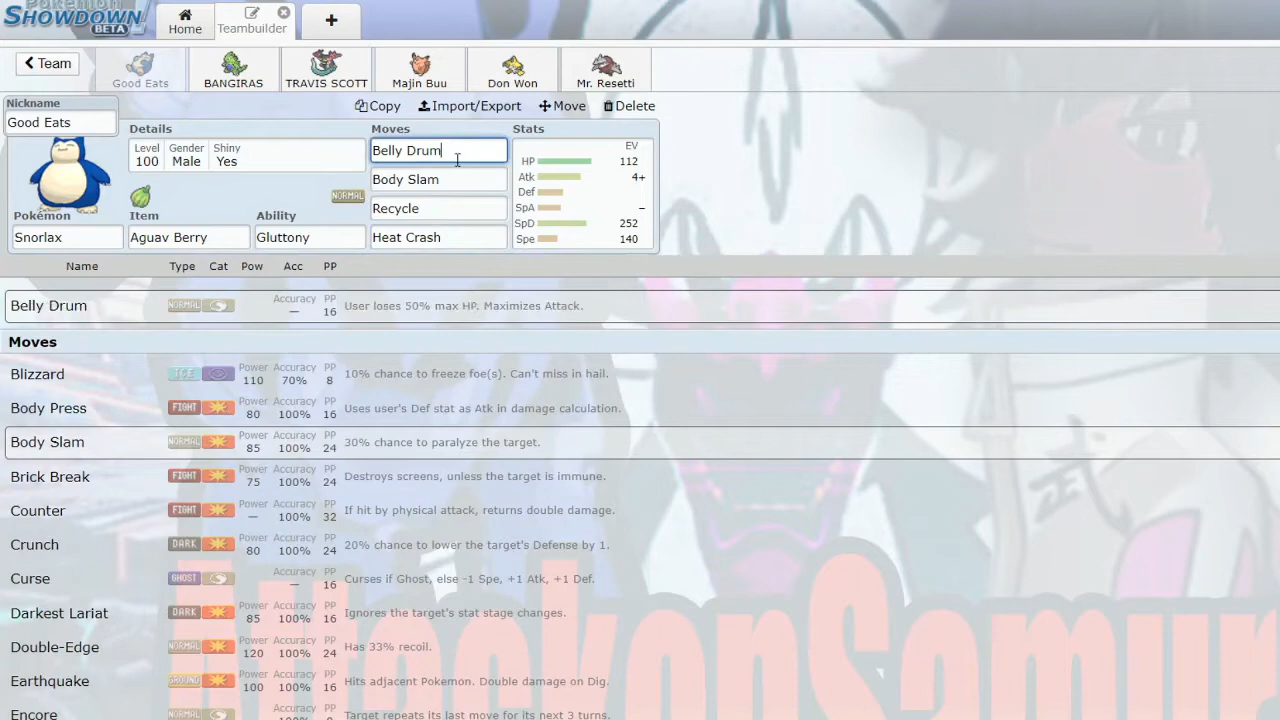 Pokémon
SHOWDOWN
BETA
Home
Teambuilder
+
Team
Good Eats
BANGIRAS
TRAVIS SCOTT
Majin Buu
Don Won
Mr. Resetti
Nickname
Good Eats
Copy
Import/Export
Move
Delete
Details
Level Gender Shiny
100 Male Yes
NORMAL
Pokémon
Snorlax
Item
Aguav Berry
Ability
Gluttony
Moves
Belly Drum
Body Slam
Recycle
Heat Crash
Stats
EV
HP 112
Atk 4+
Def
SpA –
SpD 252
Spe 140
Name Type Cat Pow Acc PP
Belly Drum NORMAL Accuracy — PP 16 User loses 50% max HP. Maximizes Attack.
Moves
Blizzard ICE Power 110 Accuracy 70% PP 8 10% chance to freeze foe(s). Can't miss in hail.
Body Press FIGHT Power 80 Accuracy 100% PP 16 Uses user's Def stat as Atk in damage calculation.
Body Slam NORMAL Power 85 Accuracy 100% PP 24 30% chance to paralyze the target.
Brick Break FIGHT Power 75 Accuracy 100% PP 24 Destroys screens, unless the target is immune.
Counter FIGHT Power — Accuracy 100% PP 32 If hit by physical attack, returns double damage.
Crunch DARK Power 80 Accuracy 100% PP 24 20% chance to lower the target's Defense by 1.
Curse GHOST Accuracy — PP 16 Curses if Ghost, else -1 Spe, +1 Atk, +1 Def.
Darkest Lariat DARK Power 85 Accuracy 100% PP 16 Ignores the target's stat stage changes.
Double-Edge NORMAL Power 120 Accuracy 100% PP 24 Has 33% recoil.
Earthquake GROUND Power 100 Accuracy 100% PP 16 Hits adjacent Pokemon. Double damage on Dig.
Encore NORMAL Accuracy 100% PP Target repeats its last move for its next 3 turns.
武
AttackonSamur